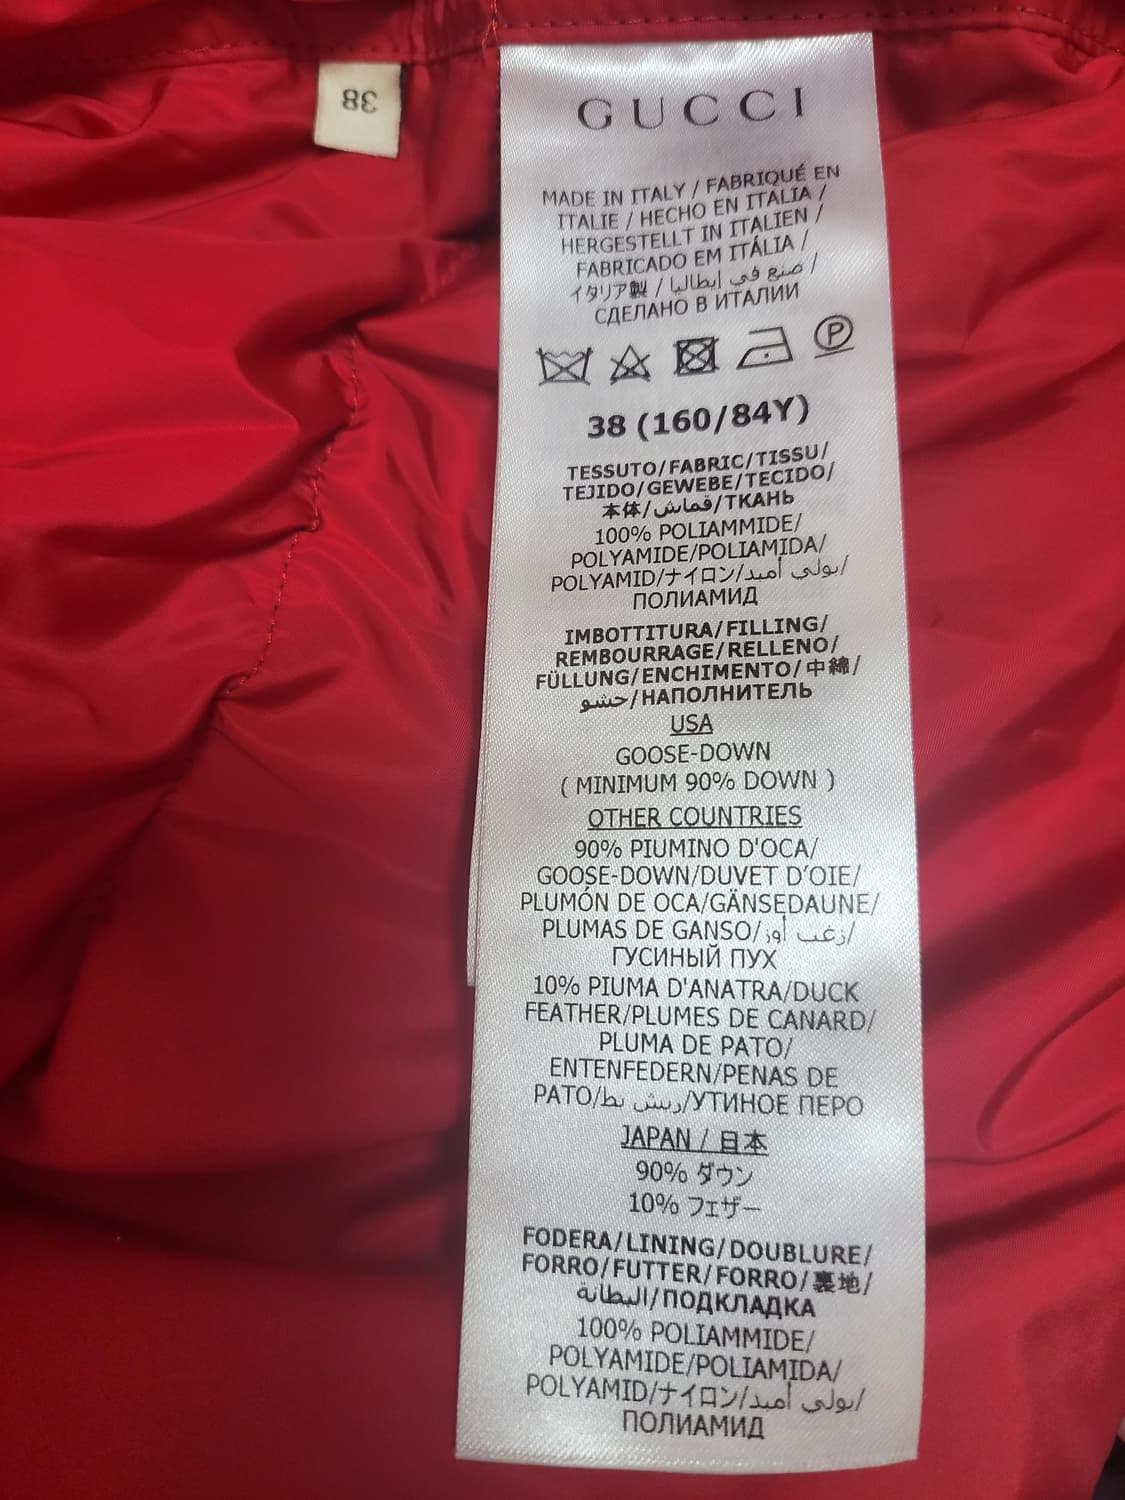 38
GUCCI
MADE IN ITALY / FABRIQUÉ EN
ITALIE / HECHO EN ITALIA /
HERGESTELLT IN ITALIEN /
FABRICADO EM ITÁLIA /
イタリア製 / صنع في إيطاليا /
СДЕЛАНО В ИТАЛИИ
P
38 (160/84Y)
TESSUTO/FABRIC/TISSU/
TEJIDO/GEWEBE/TECIDO/
本体/قماش/ТКАНЬ
100% POLIAMMIDE/
POLYAMIDE/POLIAMIDA/
POLYAMID/ナイロン/بولي أميد/
ПОЛИАМИД
IMBOTTITURA/FILLING/
REMBOURRAGE/RELLENO/
FÜLLUNG/ENCHIMENTO/中綿/
حشو/НАПОЛНИТЕЛЬ
USA
GOOSE-DOWN
( MINIMUM 90% DOWN )
OTHER COUNTRIES
90% PIUMINO D'OCA/
GOOSE-DOWN/DUVET D'OIE/
PLUMÓN DE OCA/GÄNSEDAUNE/
PLUMAS DE GANSO/زغب أوز/
ГУСИНЫЙ ПУХ
10% PIUMA D'ANATRA/DUCK
FEATHER/PLUMES DE CANARD/
PLUMA DE PATO/
ENTENFEDERN/PENAS DE
PATO/ريش بط/УТИНОЕ ПЕРО
JAPAN / 日本
90% ダウン
10% フェザー
FODERA/LINING/DOUBLURE/
FORRO/FUTTER/FORRO/裏地/
البطانة/ПОДКЛАДКА
100% POLIAMMIDE/
POLYAMIDE/POLIAMIDA/
POLYAMID/ナイロン/بولي أميد/
ПОЛИАМИД